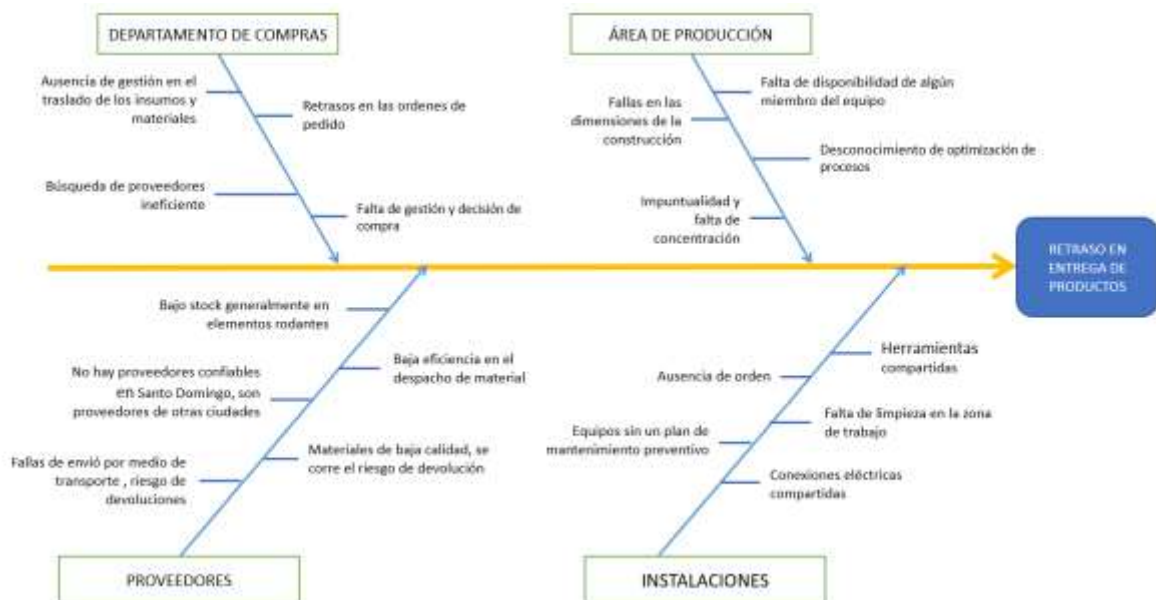 DEPARTAMENTO DE COMPRAS
Ausencia de gestión en el
traslado de los insumos y
materiales
Retrasos en las ordenes de
pedido
Búsqueda de proveedores
ineficiente
Falta de gestión y decisión de
compra
ÁREA DE PRODUCCIÓN
Falta de disponibilidad de algún
miembro del equipo
Fallas en las
dimensiones de la
construcción
Desconocimiento de optimización de
procesos
Impuntualidad y
falta de
concentración
RETRASO EN
ENTREGA DE
PRODUCTOS
Bajo stock generalmente en
elementos rodantes
Baja eficiencia en el
despacho de material
No hay proveedores confiables
en Santo Domingo, son
proveedores de otras ciudades
Materiales de baja calidad, se
corre el riesgo de devolución
Fallas de envió por medio de
transporte , riesgo de
devoluciones
PROVEEDORES
Herramientas
compartidas
Ausencia de orden
Falta de limpieza en la zona
de trabajo
Equipos sin un plan de
mantenimiento preventivo
Conexiones eléctricas
compartidas
INSTALACIONES